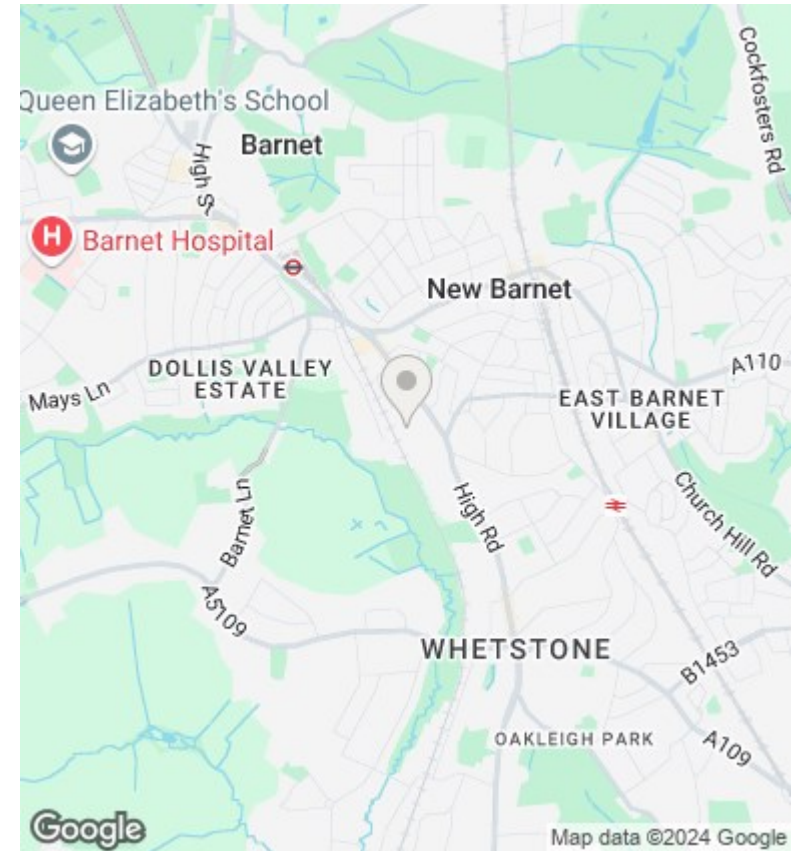 Cockfosters Rd
Queen Elizabeth's School
Barnet
High St
H
Barnet Hospital
New Barnet
DOLLIS VALLEY
ESTATE
A110
Mays Ln
EAST BARNET
VILLAGE
Barnet Ln
High Rd
Church Hill Rd
A5109
WHETSTONE
B1453
OAKLEIGH PARK
A109
Google
Map data ©2024 Google